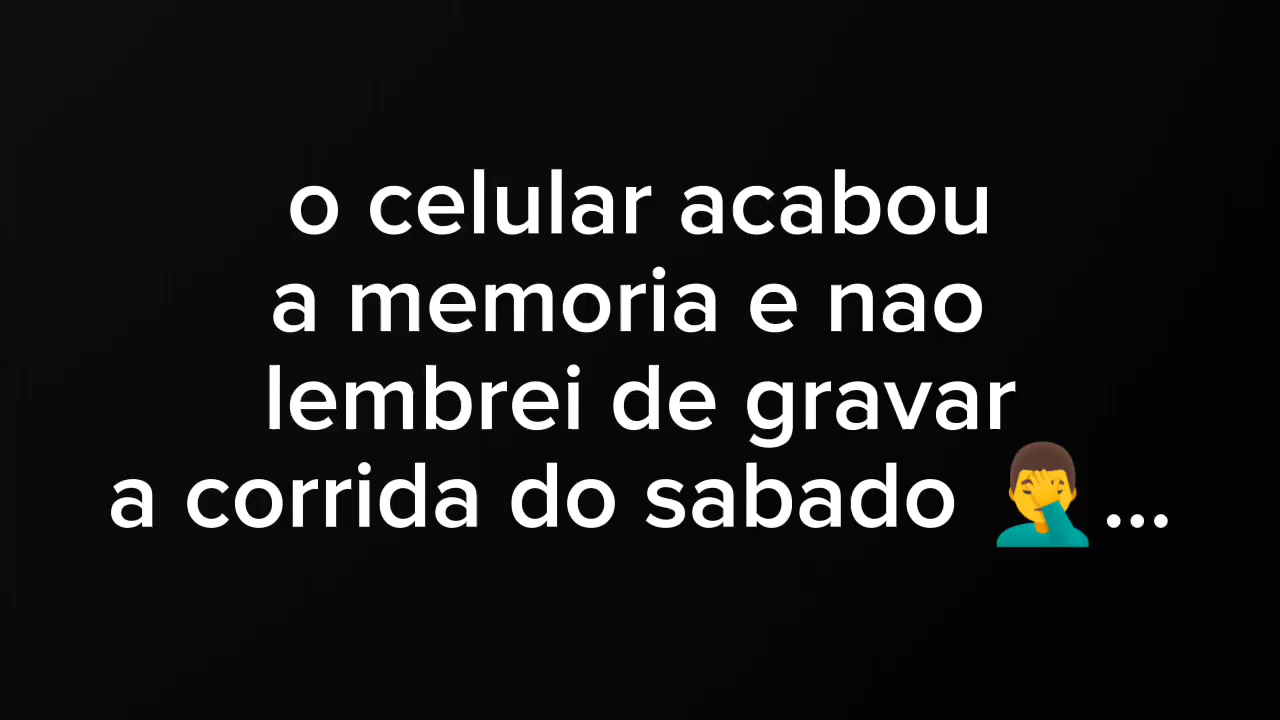 o celular acabou
a memoria e nao
lembrei de gravar
a corrida do sabado 🤦‍♂️...